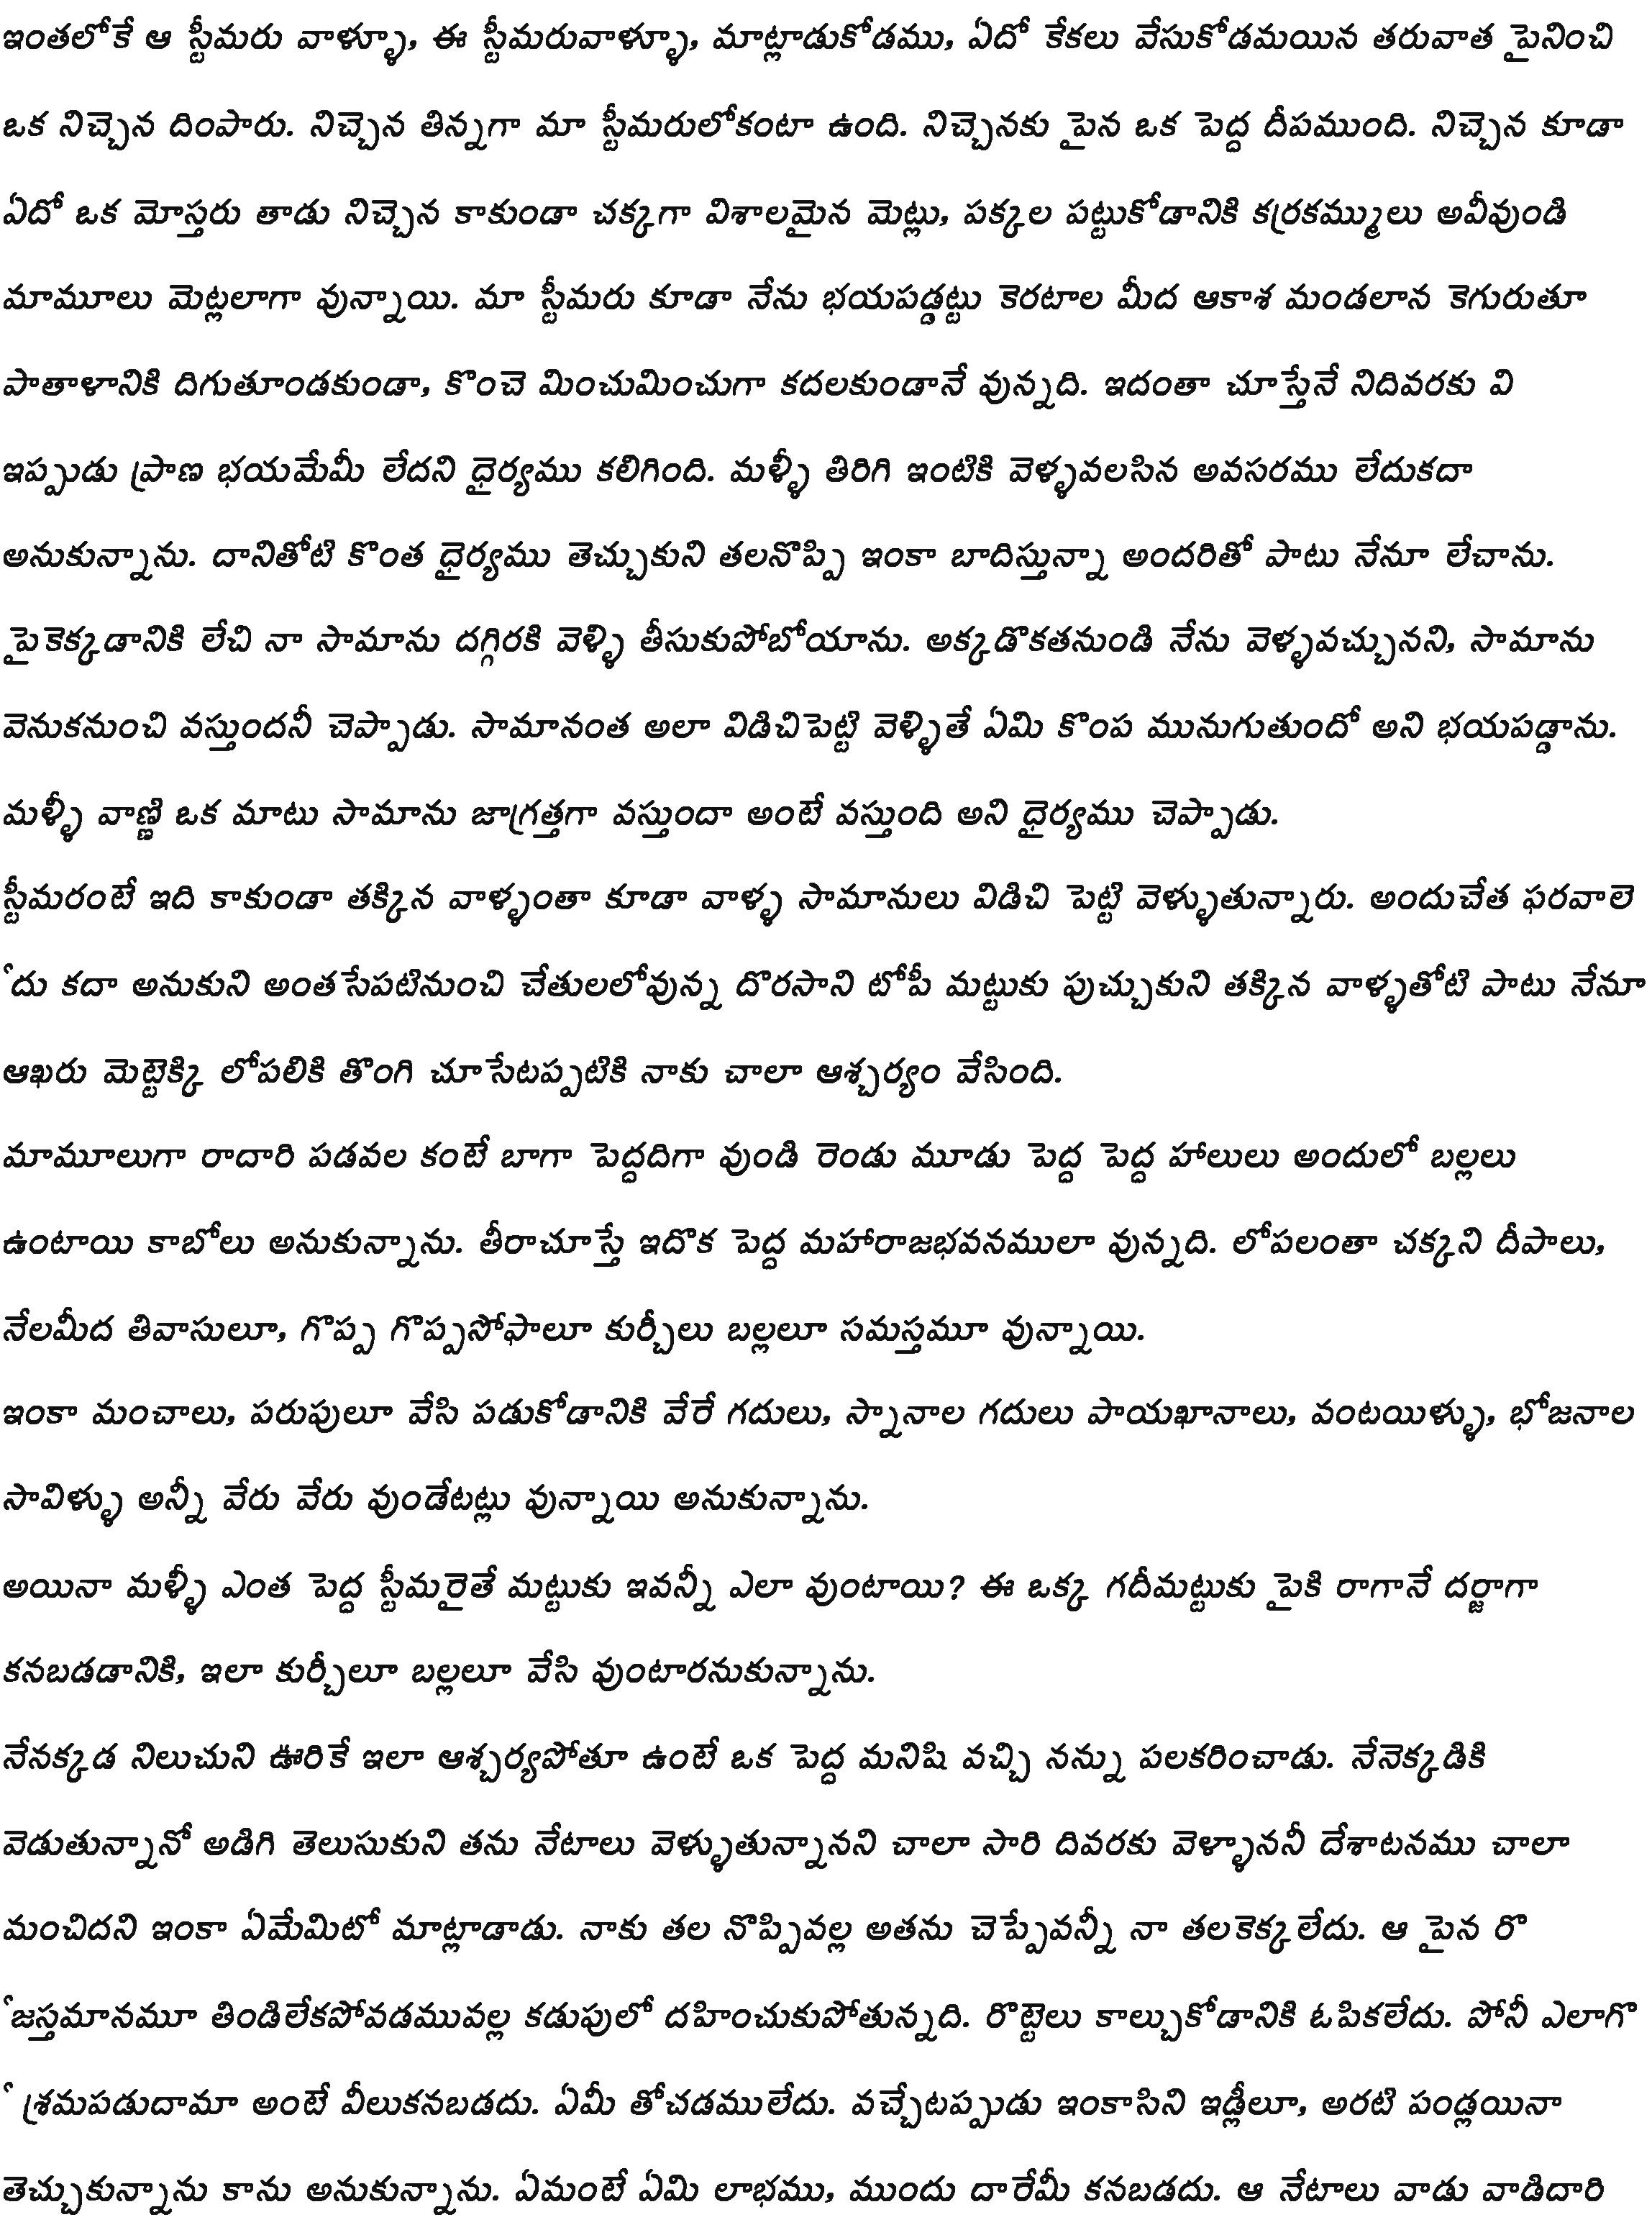 ఇంతలోకే ఆ స్టీమరు వాళ్ళూ, ఈ స్టీమరువాళ్ళూ, మాట్లాడుకోడము, ఏదో కేకలు వేసుకోడమయిన తరువాత పైనించి
ఒక నిచ్చెన దింపారు. నిచ్చెన తిన్నగా మా స్టీమరులోకంటా ఉంది. నిచ్చెనకు పైన ఒక పెద్ద దీపముంది. నిచ్చెన కూడా
ఏదో ఒక మోస్తరు తాడు నిచ్చెన కాకుండా చక్కగా విశాలమైన మెట్లు, పక్కల పట్టుకోడానికి కర్రకమ్ములు అవీవుండి
మామూలు మెట్లలాగా వున్నాయి. మా స్టీమరు కూడా నేను భయపడ్డట్టు కెరటాల మీద ఆకాశ మండలాన కెగురుతూ
పాతాళానికి దిగుతూండకుండా, కొంచె మించుమించుగా కదలకుండానే వున్నది. ఇదంతా చూస్తేనే నిదివరకు వి
ఇప్పుడు ప్రాణ భయమేమీ లేదని ధైర్యము కలిగింది. మళ్ళీ తిరిగి ఇంటికి వెళ్ళవలసిన అవసరము లేదుకదా
అనుకున్నాను. దానితోటి కొంత ధైర్యము తెచ్చుకుని తలనొప్పి ఇంకా బాదిస్తున్నా అందరితో పాటు నేనూ లేచాను.
పైకెక్కడానికి లేచి నా సామాను దగ్గిరకి వెళ్ళి తీసుకుపోబోయాను. అక్కడొకతనుండి నేను వెళ్ళవచ్చునని, సామాను
వెనుకనుంచి వస్తుందనీ చెప్పాడు. సామానంత అలా విడిచిపెట్టి వెళ్ళితే ఏమి కొంప మునుగుతుందో అని భయపడ్డాను.
మళ్ళీ వాణ్ణి ఒక మాటు సామాను జాగ్రత్తగా వస్తుందా అంటే వస్తుంది అని ధైర్యము చెప్పాడు.
స్టీమరంటే ఇది కాకుండా తక్కిన వాళ్ళంతా కూడా వాళ్ళ సామానులు విడిచి పెట్టి వెళ్ళుతున్నారు. అందుచేత ఫరవాలె
ేదు కదా అనుకుని అంతసేపటినుంచి చేతులలోవున్న దొరసాని టోపీ మట్టుకు పుచ్చుకుని తక్కిన వాళ్ళతోటి పాటు నేనూ
ఆఖరు మెట్టెక్కి లోపలికి తొంగి చూసేటప్పటికి నాకు చాలా ఆశ్చర్యం వేసింది.
మామూలుగా రాదారి పడవల కంటే బాగా పెద్దదిగా వుండి రెండు మూడు పెద్ద పెద్ద హాలులు అందులో బల్లలు
ఉంటాయి కాబోలు అనుకున్నాను. తీరాచూస్తే ఇదొక పెద్ద మహారాజభవనములా వున్నది. లోపలంతా చక్కని దీపాలు,
నేలమీద తివాసులూ, గొప్ప గొప్పసోఫాలూ కుర్చీలు బల్లలూ సమస్తమూ వున్నాయి.
ఇంకా మంచాలు, పరుపులూ వేసి పడుకోడానికి వేరే గదులు, స్నానాల గదులు పాయఖానాలు, వంటయిళ్ళు, భోజనాల
సావిళ్ళు అన్నీ వేరు వేరు వుండేటట్లు వున్నాయి అనుకున్నాను.
అయినా మళ్ళీ ఎంత పెద్ద స్టీమరైతే మట్టుకు ఇవన్నీ ఎలా వుంటాయి? ఈ ఒక్క గదీమట్టుకు పైకి రాగానే దర్జాగా
కనబడడానికి, ఇలా కుర్చీలూ బల్లలూ వేసి వుంటారనుకున్నాను.
నేనక్కడ నిలుచుని ఊరికే ఇలా ఆశ్చర్యపోతూ ఉంటే ఒక పెద్ద మనిషి వచ్చి నన్ను పలకరించాడు. నేనెక్కడికి
వెడుతున్నానో అడిగి తెలుసుకుని తను నేటాలు వెళ్ళుతున్నానని చాలా సారి దివరకు వెళ్ళాననీ దేశాటనము చాలా
మంచిదని ఇంకా ఏమేమిటో మాట్లాడాడు. నాకు తల నొప్పివల్ల అతను చెప్పేవన్నీ నా తలకెక్కలేదు. ఆ పైన రొ
ేజస్తమానమూ తిండిలేకపోవడమువల్ల కడుపులో దహించుకుపోతున్నది. రొట్టెలు కాల్చుకోడానికి ఓపికలేదు. పోనీ ఎలాగొ
ే శ్రమపడుదామా అంటే వీలుకనబడదు. ఏమీ తోచడములేదు. వచ్చేటప్పుడు ఇంకాసిని ఇడ్లీలూ, అరటి పండ్లయినా
తెచ్చుకున్నాను కాను అనుకున్నాను. ఏమంటే ఏమి లాభము, ముందు దారేమీ కనబడదు. ఆ నేటాలు వాడు వాడిదారి